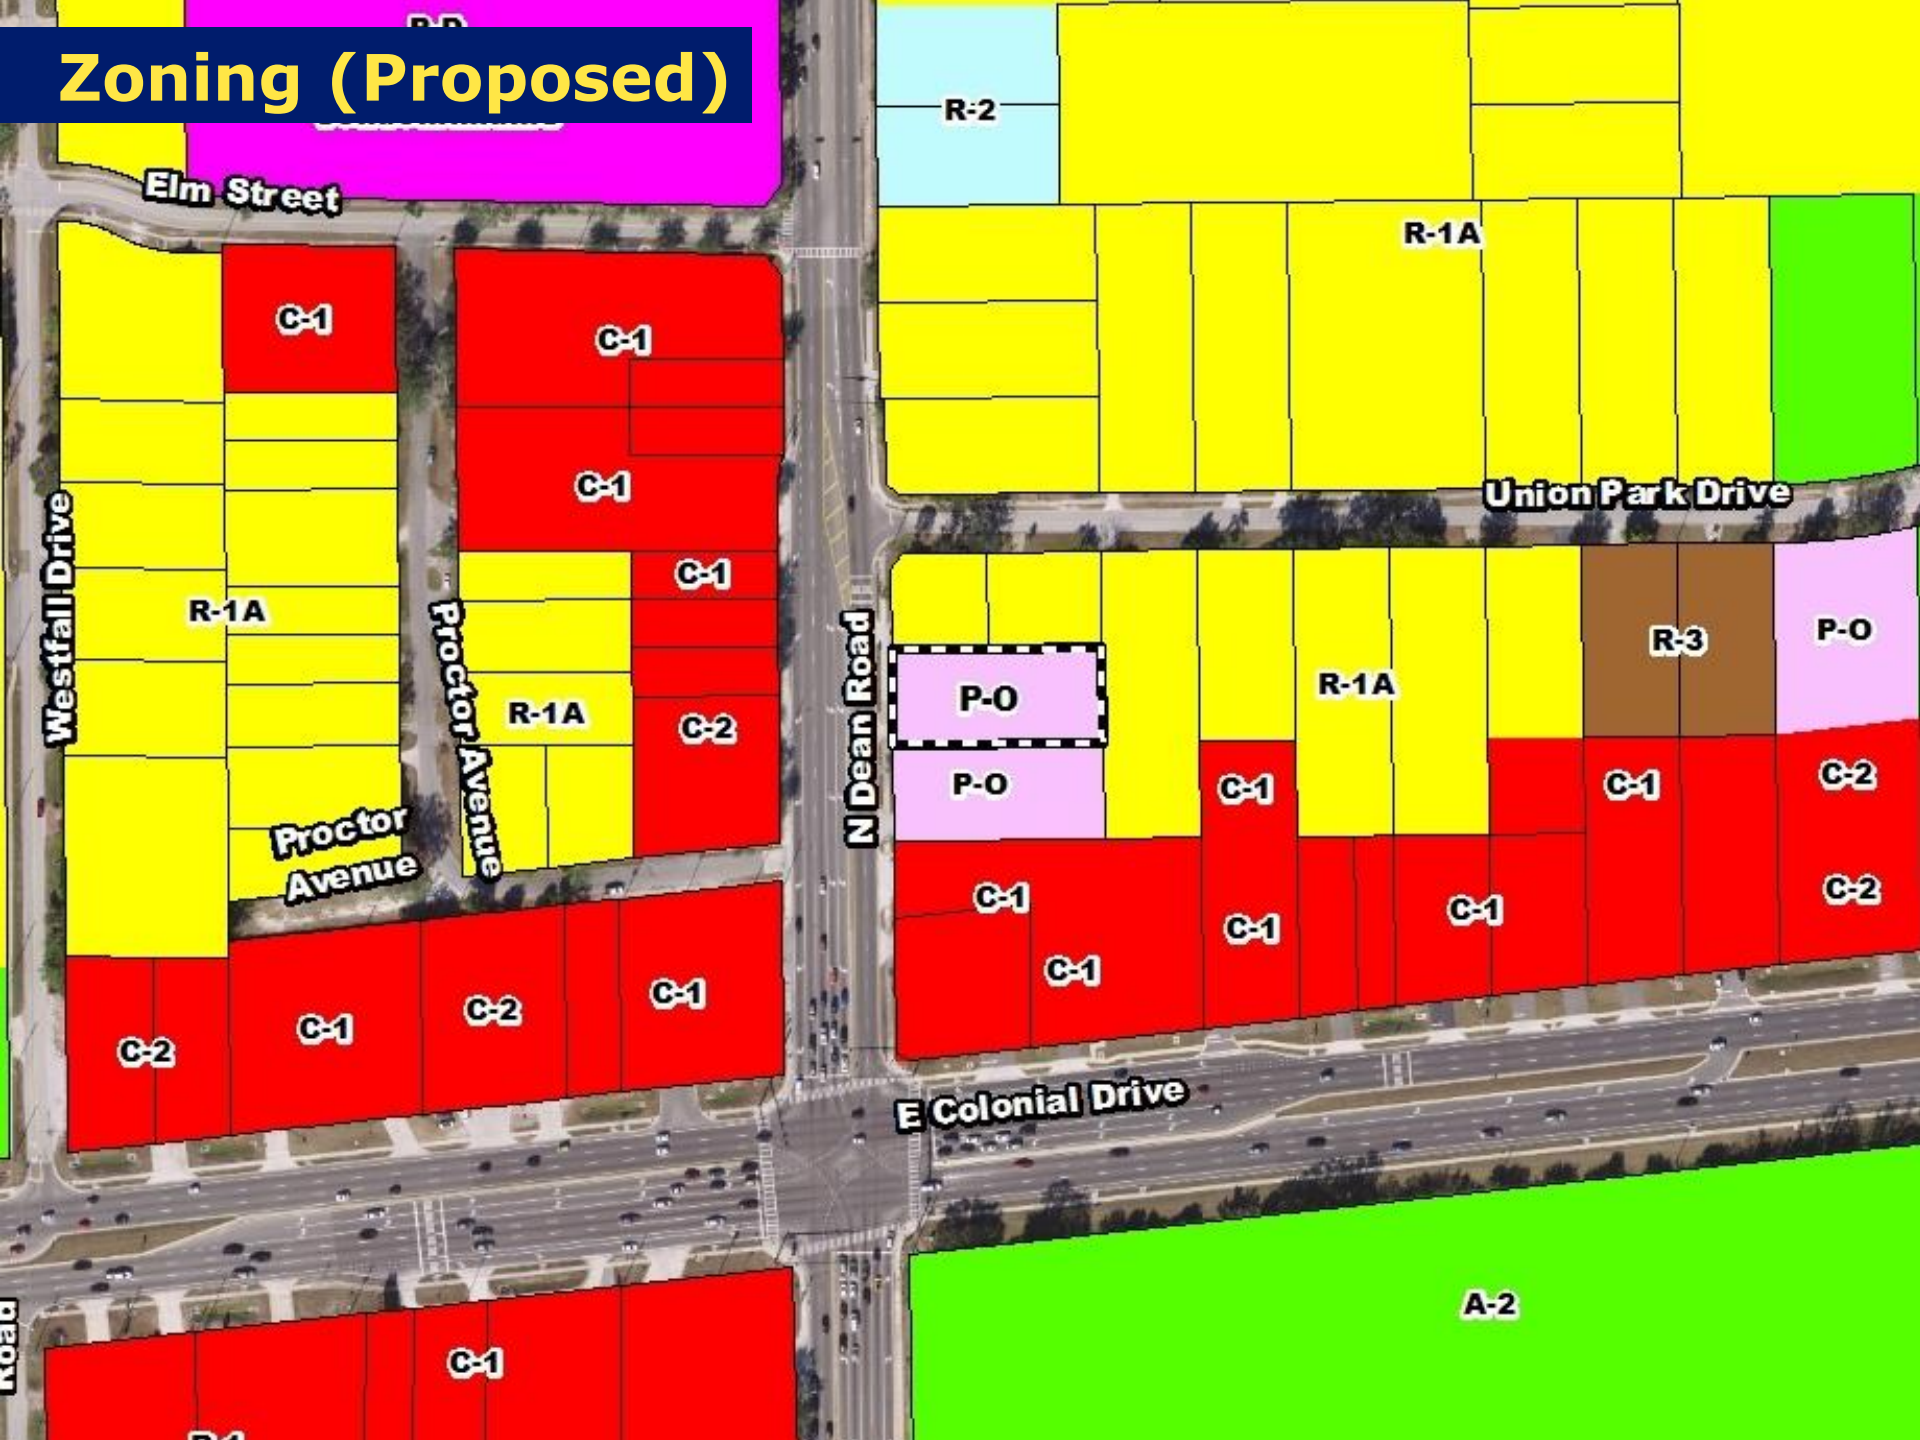 Zoning (Proposed)
R-2
Elm Street
R-1A
C-1
C-1
C-1
Union Park Drive
C-1
Westfall Drive
R-1A
Proctor Avenue
R-1A
C-2
N Dean Road
P-O
P-O
R-1A
R-3
P-O
C-1
C-1
C-2
Proctor
Avenue
C-1
C-1
C-1
C-2
C-1
C-1
C-2
C-1
C-2
C-1
E Colonial Drive
A-2
Road
C-1